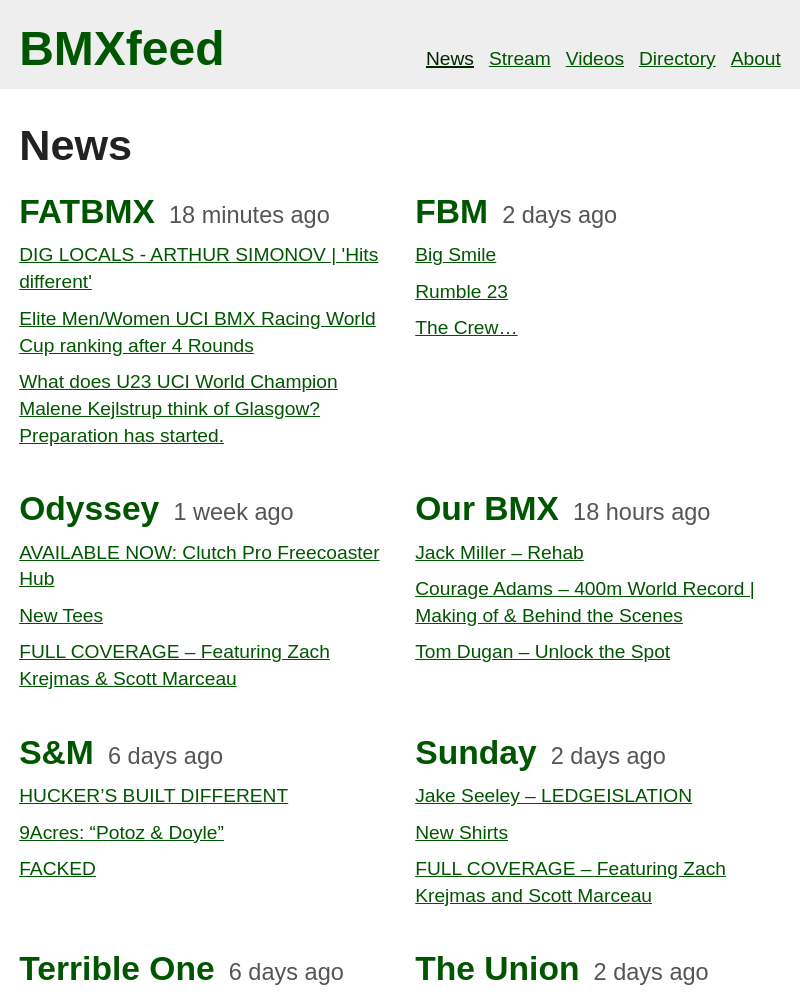 BMXfeed
News Stream Videos Directory About
News
FATBMX 18 minutes ago
DIG LOCALS - ARTHUR SIMONOV | 'Hits
different'
Elite Men/Women UCI BMX Racing World
Cup ranking after 4 Rounds
What does U23 UCI World Champion
Malene Kejlstrup think of Glasgow?
Preparation has started.
FBM 2 days ago
Big Smile
Rumble 23
The Crew…
Odyssey 1 week ago
AVAILABLE NOW: Clutch Pro Freecoaster
Hub
New Tees
FULL COVERAGE – Featuring Zach
Krejmas & Scott Marceau
Our BMX 18 hours ago
Jack Miller – Rehab
Courage Adams – 400m World Record |
Making of & Behind the Scenes
Tom Dugan – Unlock the Spot
S&M 6 days ago
HUCKER’S BUILT DIFFERENT
9Acres: “Potoz & Doyle”
FACKED
Sunday 2 days ago
Jake Seeley – LEDGEISLATION
New Shirts
FULL COVERAGE – Featuring Zach
Krejmas and Scott Marceau
Terrible One 6 days ago
The Union 2 days ago